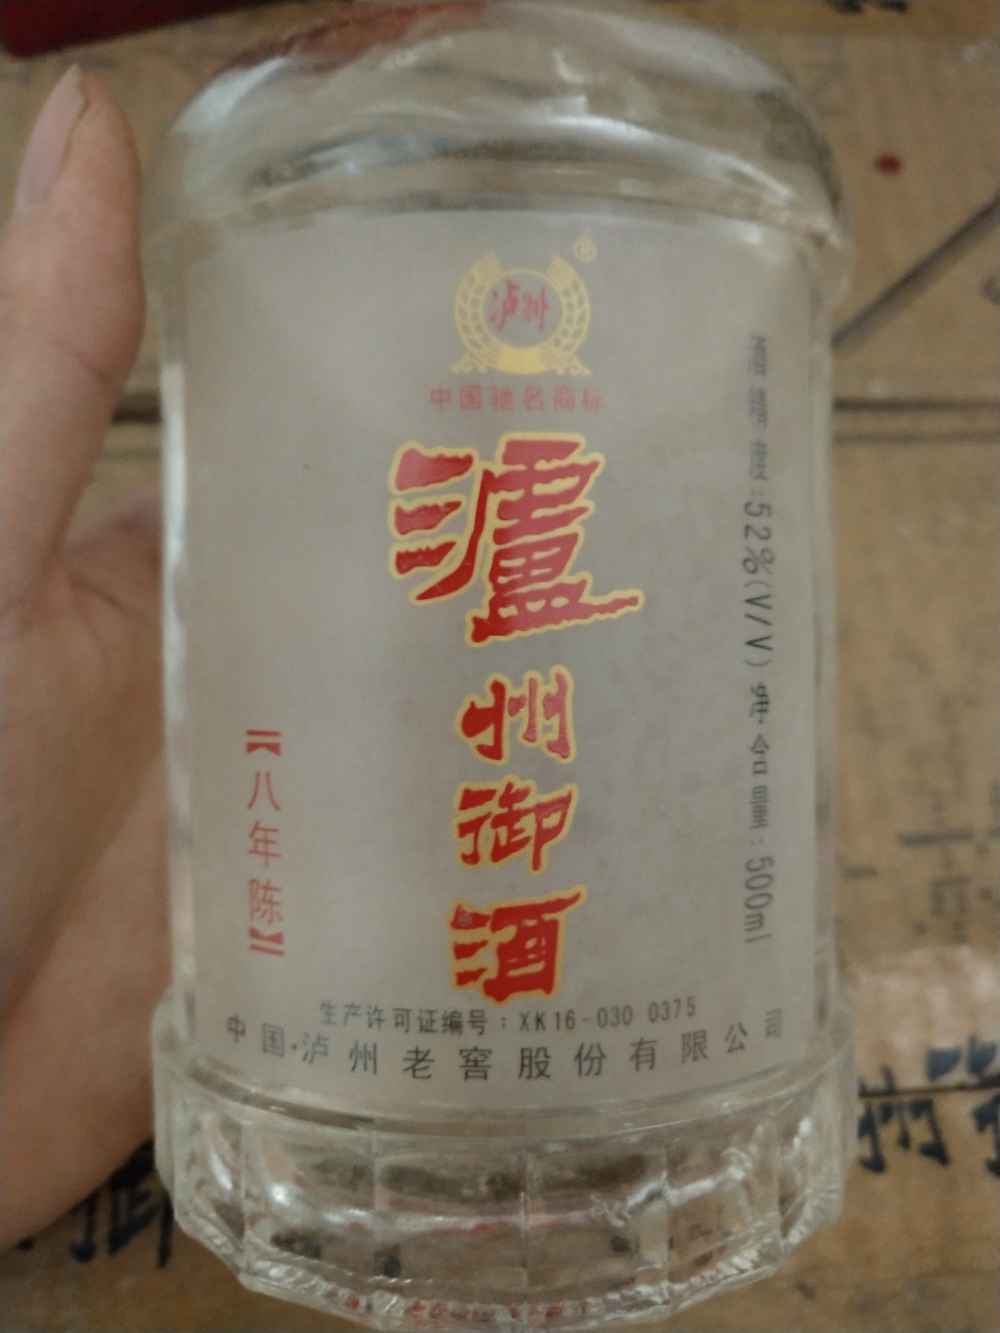 泸州
®
中国驰名商标
瀘州御酒
【八年陈】
酒精度:52%(V/V) 净含量:500ml
生产许可证编号:XK16-030 0375
中国·泸州老窖股份有限公司